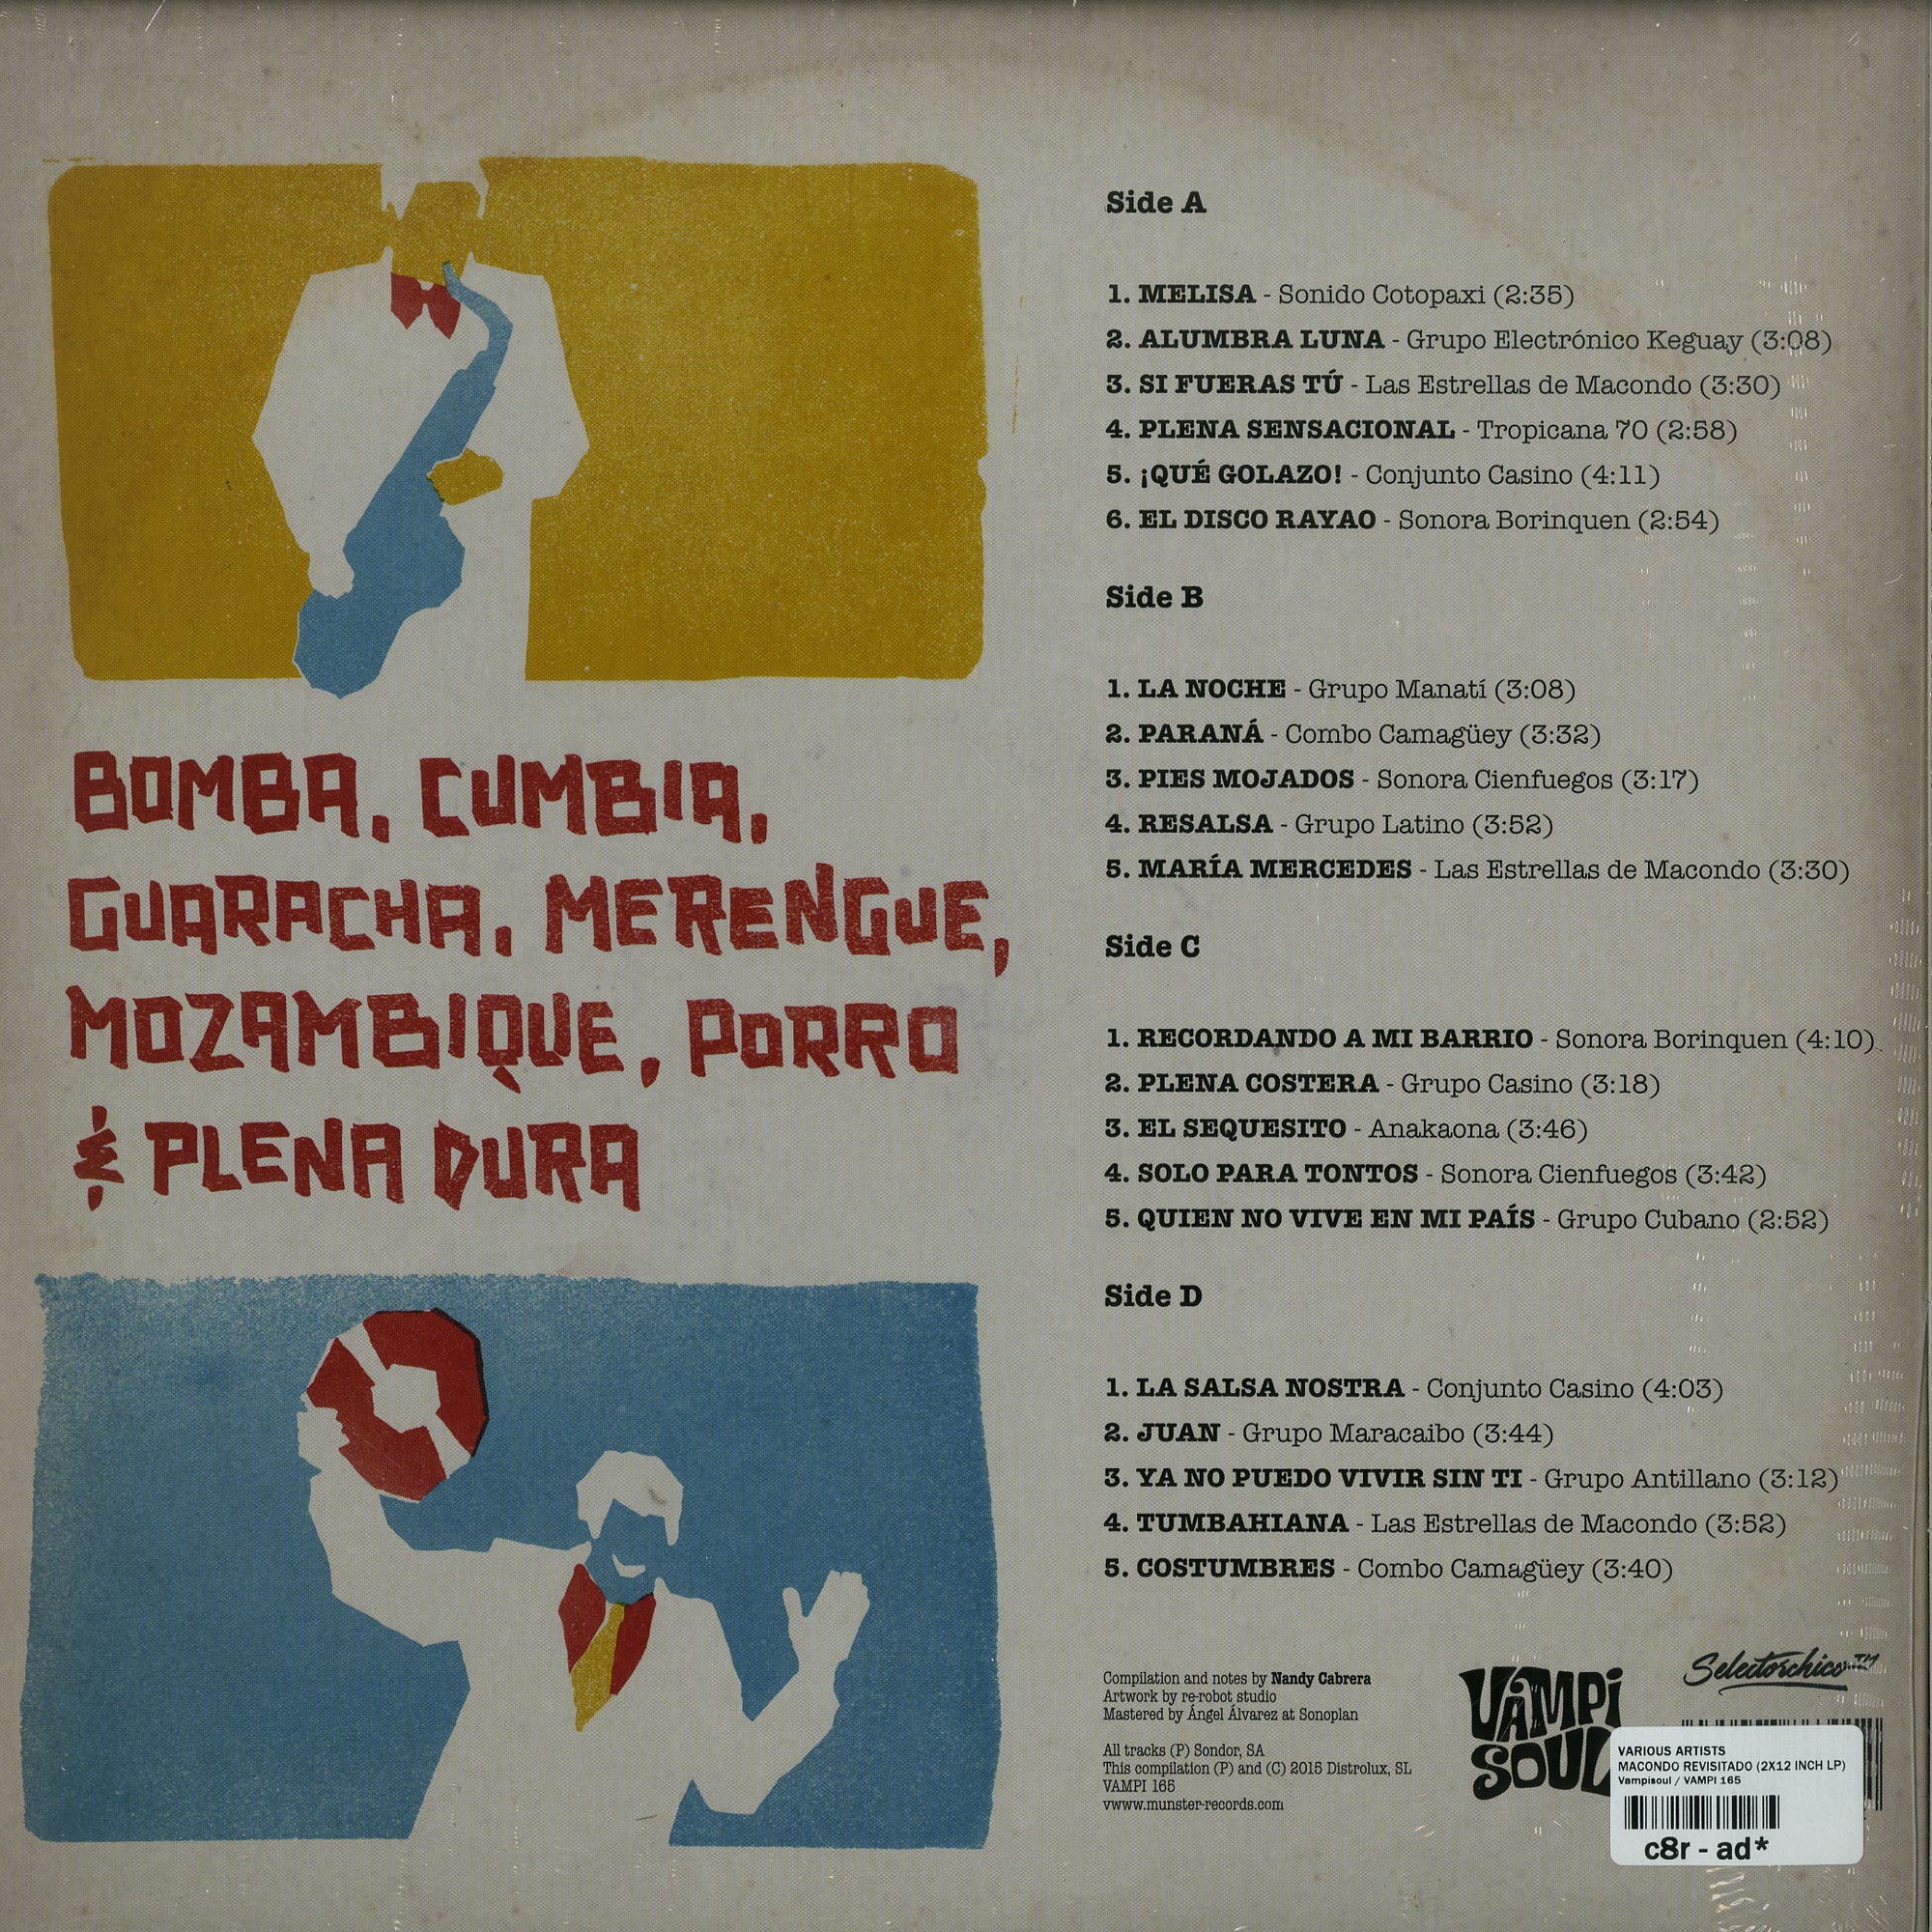 BOMBA, CUMBIA,
GUARACHA, MERENGUE,
MOZAMBIQUE, PORRO
& PLENA DURA
Side A
1. MELISA - Sonido Cotopaxi (2:35)
2. ALUMBRA LUNA - Grupo Electrónico Keguay (3:08)
3. SI FUERAS TÚ - Las Estrellas de Macondo (3:30)
4. PLENA SENSACIONAL - Tropicana 70 (2:58)
5. ¡QUÉ GOLAZO! - Conjunto Casino (4:11)
6. EL DISCO RAYAO - Sonora Borinquen (2:54)
Side B
1. LA NOCHE - Grupo Manatí (3:08)
2. PARANÁ - Combo Camagüey (3:32)
3. PIES MOJADOS - Sonora Cienfuegos (3:17)
4. RESALSA - Grupo Latino (3:52)
5. MARÍA MERCEDES - Las Estrellas de Macondo (3:30)
Side C
1. RECORDANDO A MI BARRIO - Sonora Borinquen (4:10)
2. PLENA COSTERA - Grupo Casino (3:18)
3. EL SEQUESITO - Anakaona (3:46)
4. SOLO PARA TONTOS - Sonora Cienfuegos (3:42)
5. QUIEN NO VIVE EN MI PAÍS - Grupo Cubano (2:52)
Side D
1. LA SALSA NOSTRA - Conjunto Casino (4:03)
2. JUAN - Grupo Maracaibo (3:44)
3. YA NO PUEDO VIVIR SIN TI - Grupo Antillano (3:12)
4. TUMBAHIANA - Las Estrellas de Macondo (3:52)
5. COSTUMBRES - Combo Camagüey (3:40)
Compilation and notes by Nandy Cabrera
Artwork by re-robot studio
Mastered by Ángel Álvarez at Sonoplan
All tracks (P) Sondor, SA
This compilation (P) and (C) 2015 Distrolux, SL
VAMPI 165
vwww.munster-records.com
VAMPI
SOUL
Selectorchico™
VARIOUS ARTISTS
MACONDO REVISITADO (2X12 INCH LP)
Vampisoul / VAMPI 165
c8r - ad*